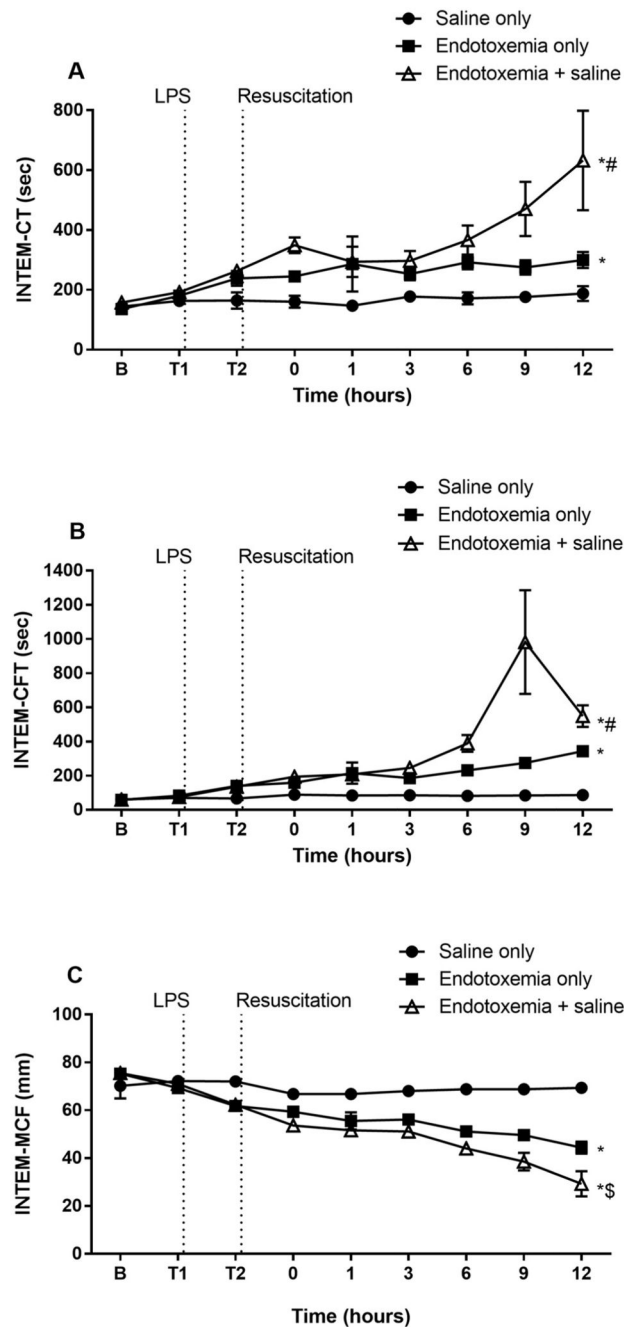 Saline only
Endotoxemia only
Endotoxemia + saline
A
LPS
Resuscitation
800
600
400
200
0
INTEM-CT (sec)
*#
*
B T1 T2 0 1 3 6 9 12
Time (hours)
Saline only
Endotoxemia only
Endotoxemia + saline
B
LPS
Resuscitation
1400
1200
1000
800
600
400
200
0
INTEM-CFT (sec)
*#
*
B T1 T2 0 1 3 6 9 12
Time (hours)
Saline only
Endotoxemia only
Endotoxemia + saline
C
LPS
Resuscitation
100
80
60
40
20
0
INTEM-MCF (mm)
*
*$
B T1 T2 0 1 3 6 9 12
Time (hours)